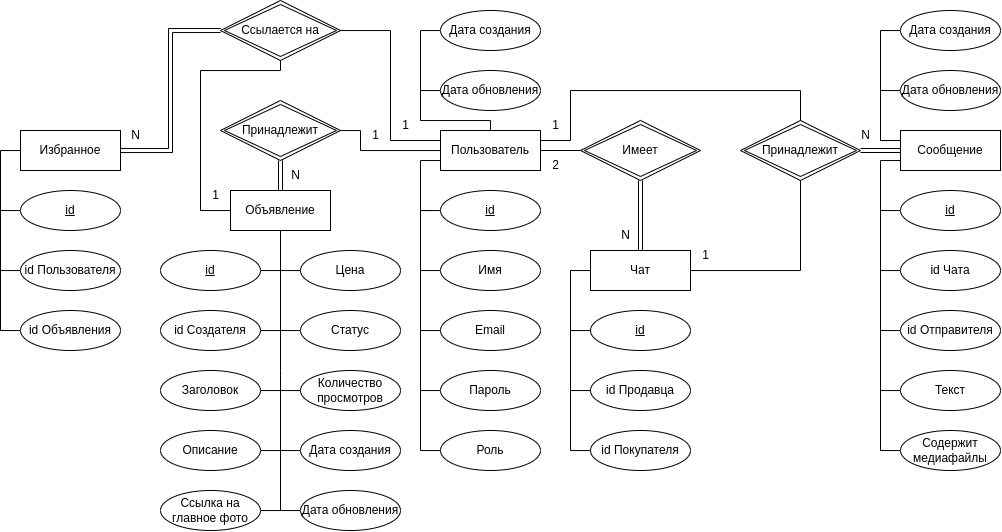 Ссылается на
Дата создания
Дата создания
Дата обновления
Дата обновления
N
1
1
1
N
Избранное
Принадлежит
Пользователь
Имеет
Принадлежит
Сообщение
2
N
1
Объявление
id
id
id
N
1
Чат
id Пользователя
id
Цена
Имя
id Чата
id Объявления
id Создателя
Статус
Email
id
id Отправителя
Заголовок
Количество
просмотров
Пароль
id Продавца
Текст
Описание
Дата создания
Роль
id Покупателя
Содержит
медиафайлы
Ссылка на
главное фото
Дата обновления